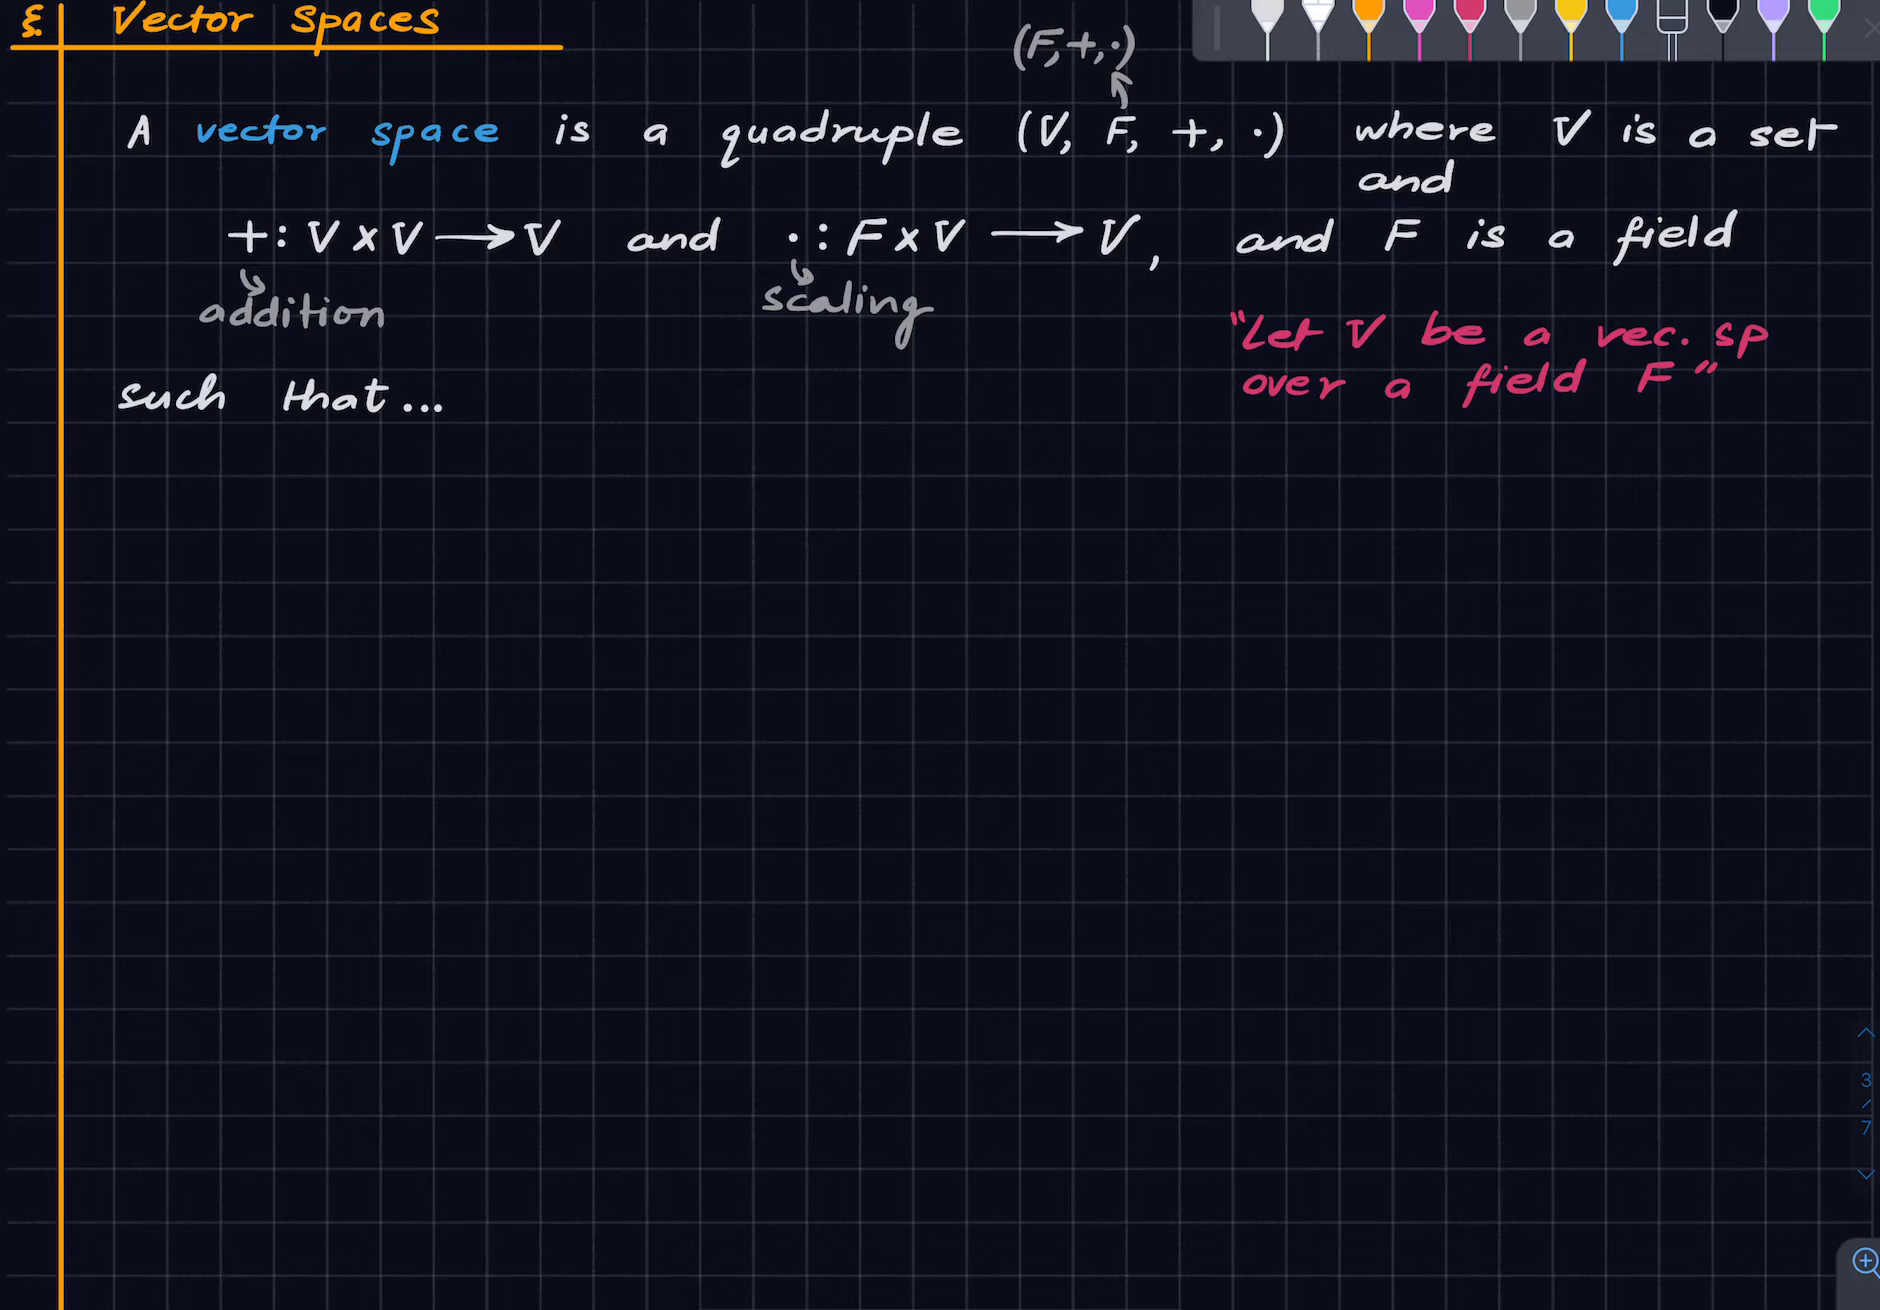 §. Vector Spaces
(F,+,·)
A vector space is a quadruple (V, F, +, ·) where V is a set
and
+: V×V⟶V and ·: F×V⟶V, and F is a field
addition
scaling
"Let V be a vec. sp
over a field F"
such that...
3
/
7